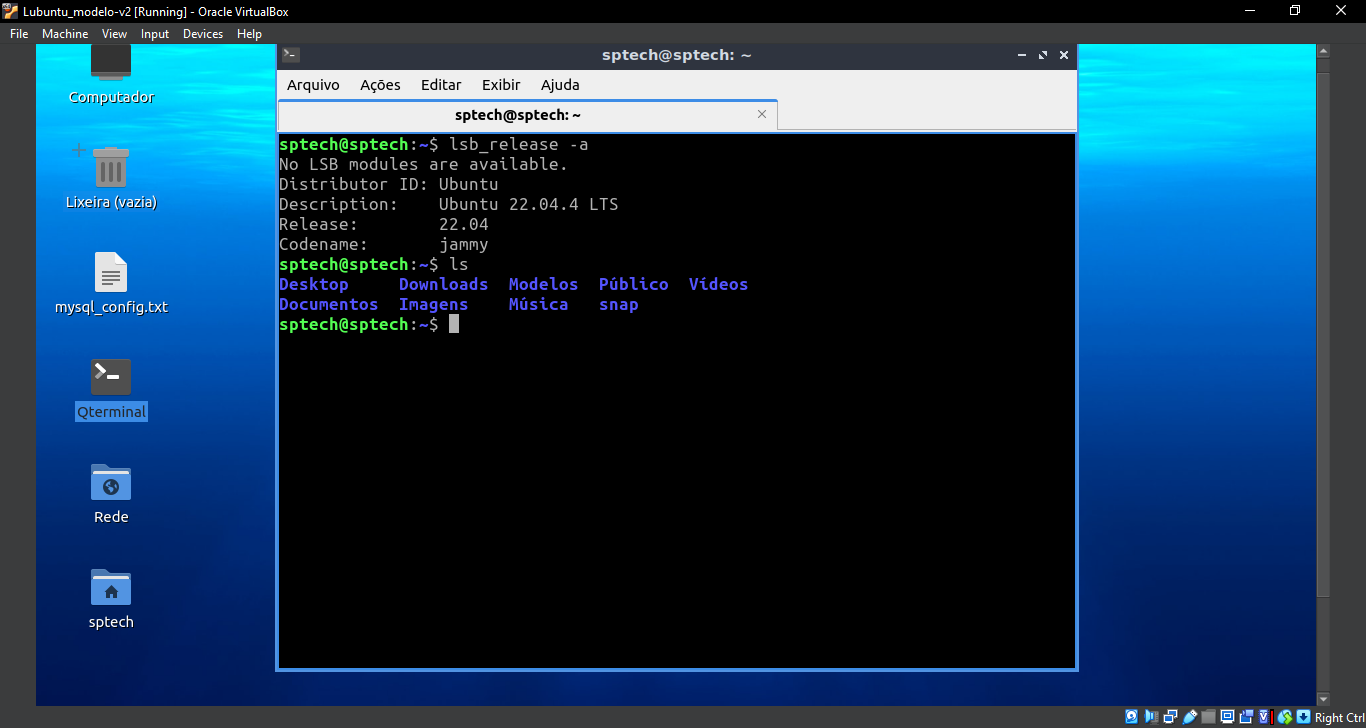 Lubuntu_modelo-v2 [Running] - Oracle VirtualBox
File Machine View Input Devices Help
Computador
Lixeira (vazia)
mysql_config.txt
Qterminal
Rede
sptech
sptech@sptech: ~
Arquivo Ações Editar Exibir Ajuda
sptech@sptech: ~
sptech@sptech:~$ lsb_release -a
No LSB modules are available.
Distributor ID: Ubuntu
Description:    Ubuntu 22.04.4 LTS
Release:        22.04
Codename:       jammy
sptech@sptech:~$ ls
Desktop     Downloads  Modelos  Público  Vídeos
Documentos  Imagens    Música   snap
sptech@sptech:~$
Right Ctrl